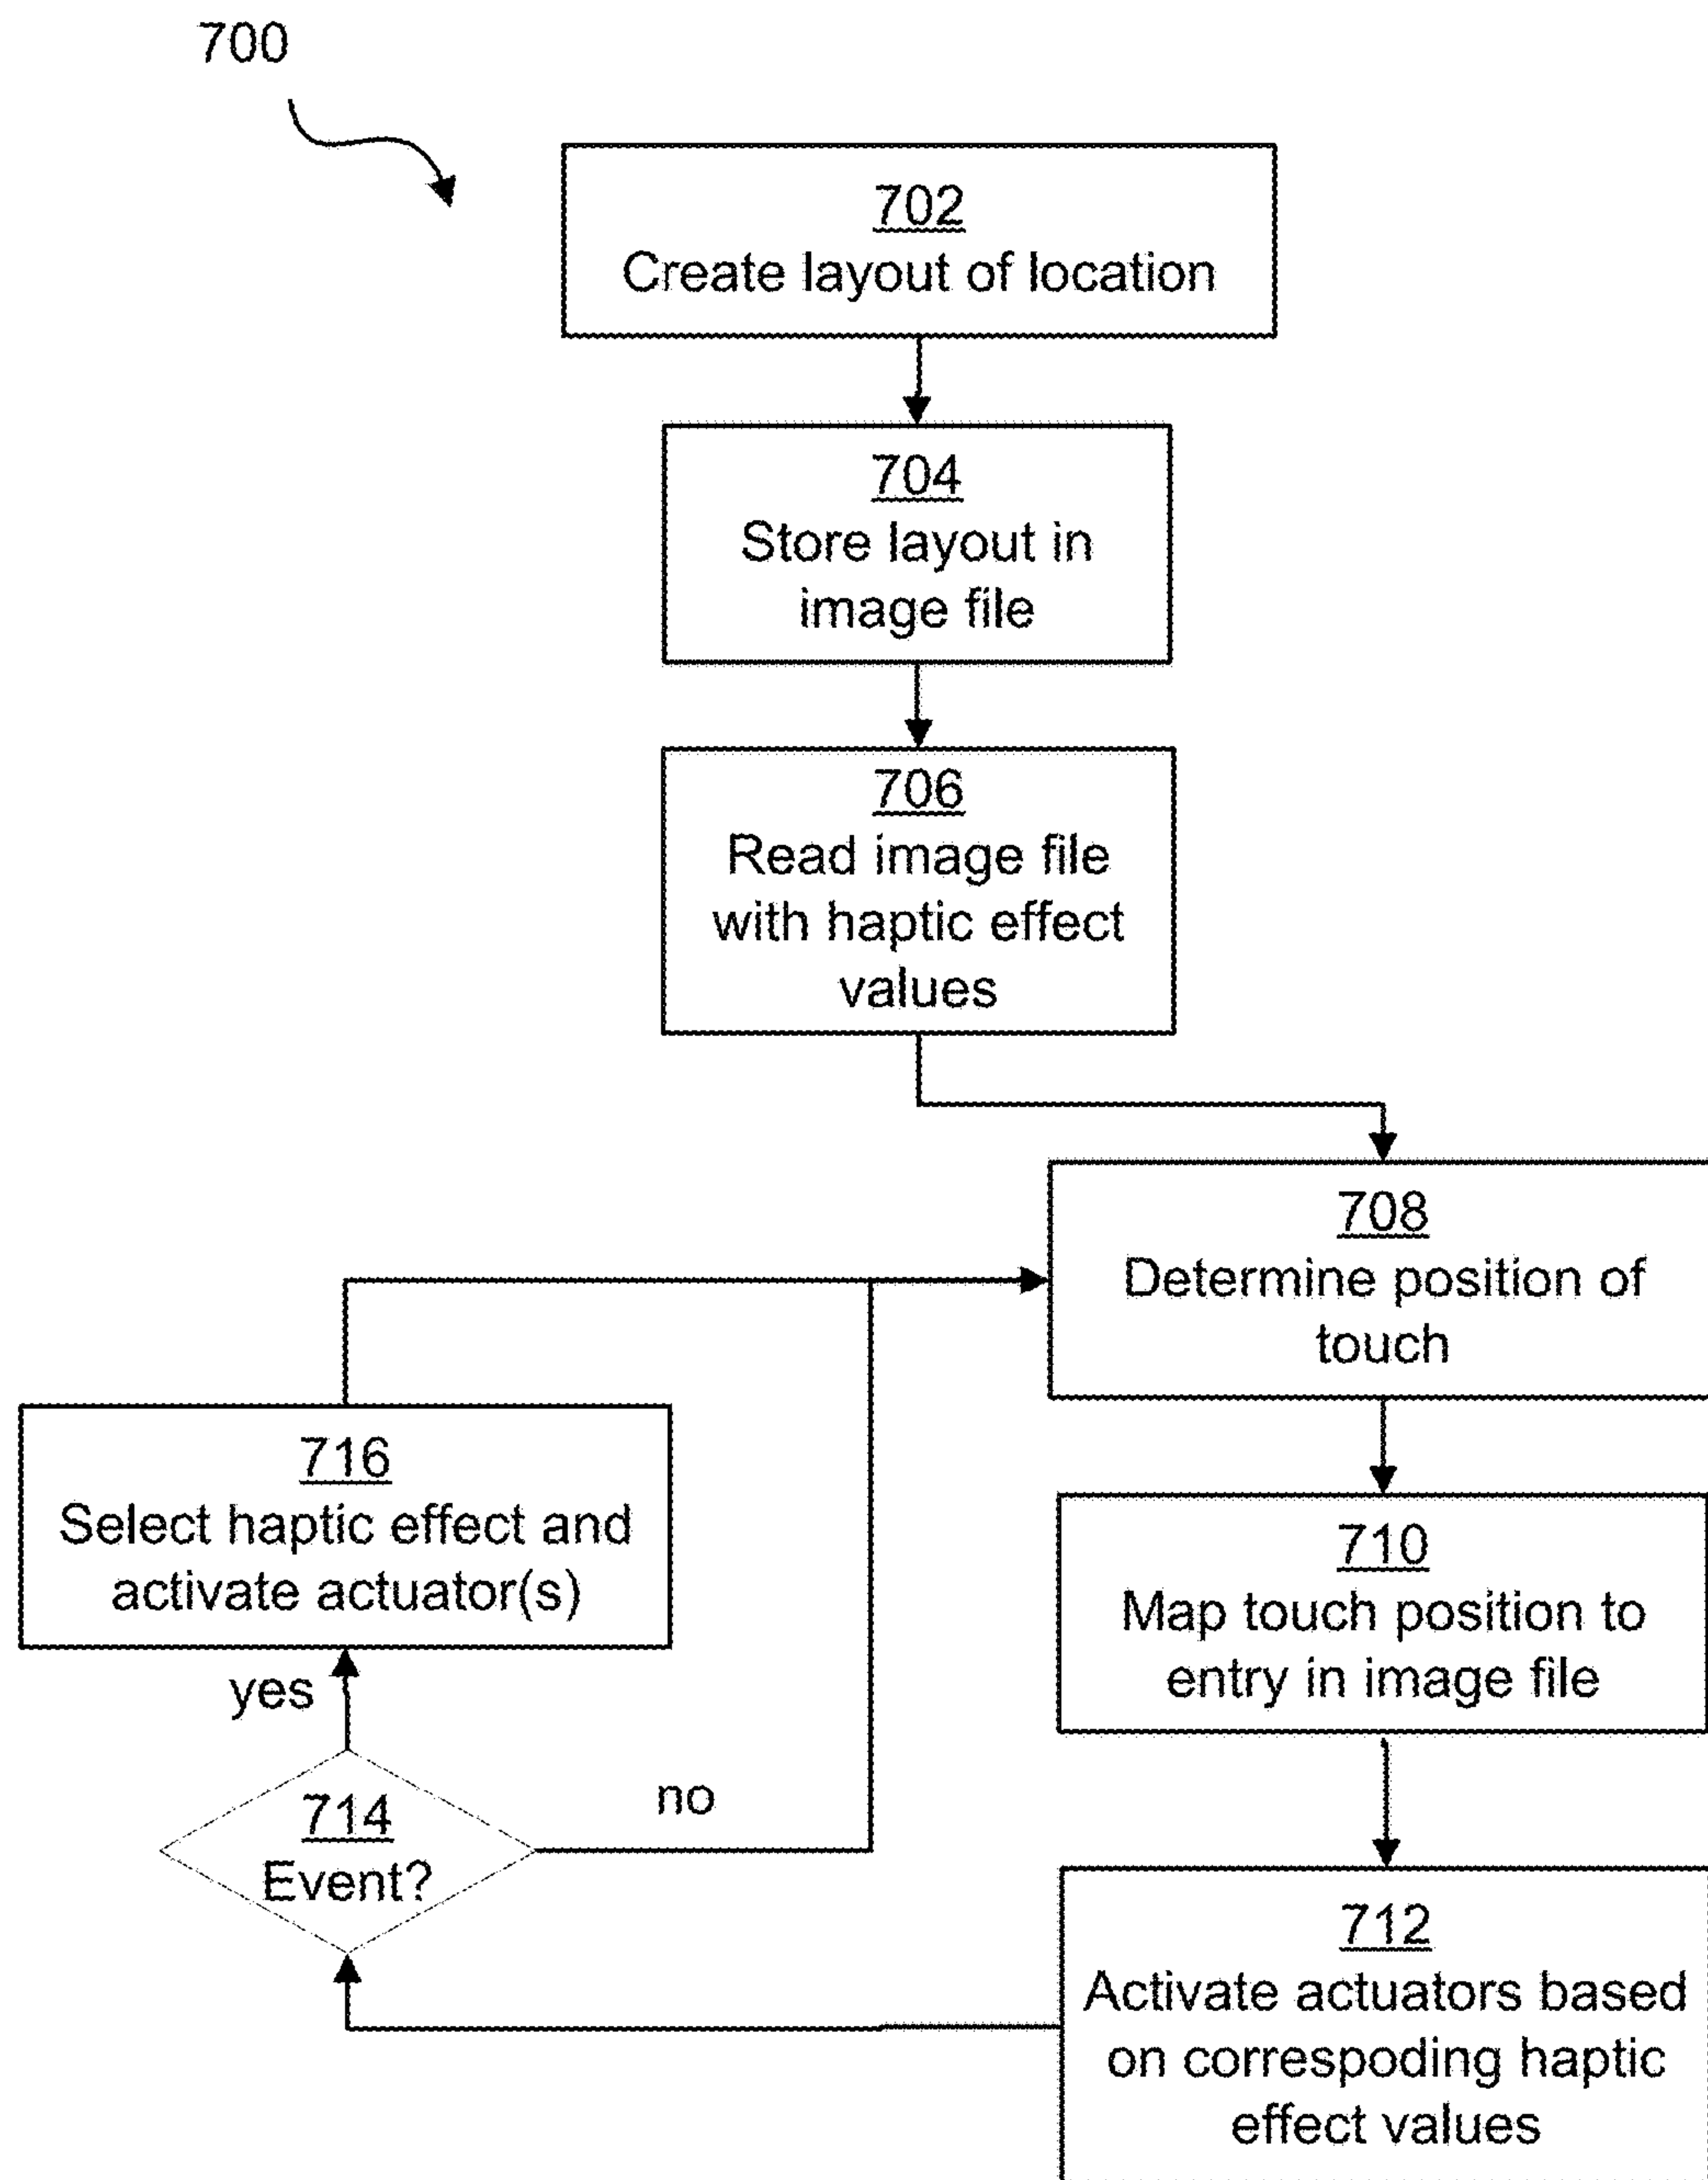 700
702
Create layout of location
704
Store layout in
image file
706
Read image file
with haptic effect
values
708
Determine position of
touch
716
Select haptic effect and
activate actuator(s)
710
Map touch position to
entry in image file
yes
no
714
Event?
712
Activate actuators based
on correspoding haptic
effect values